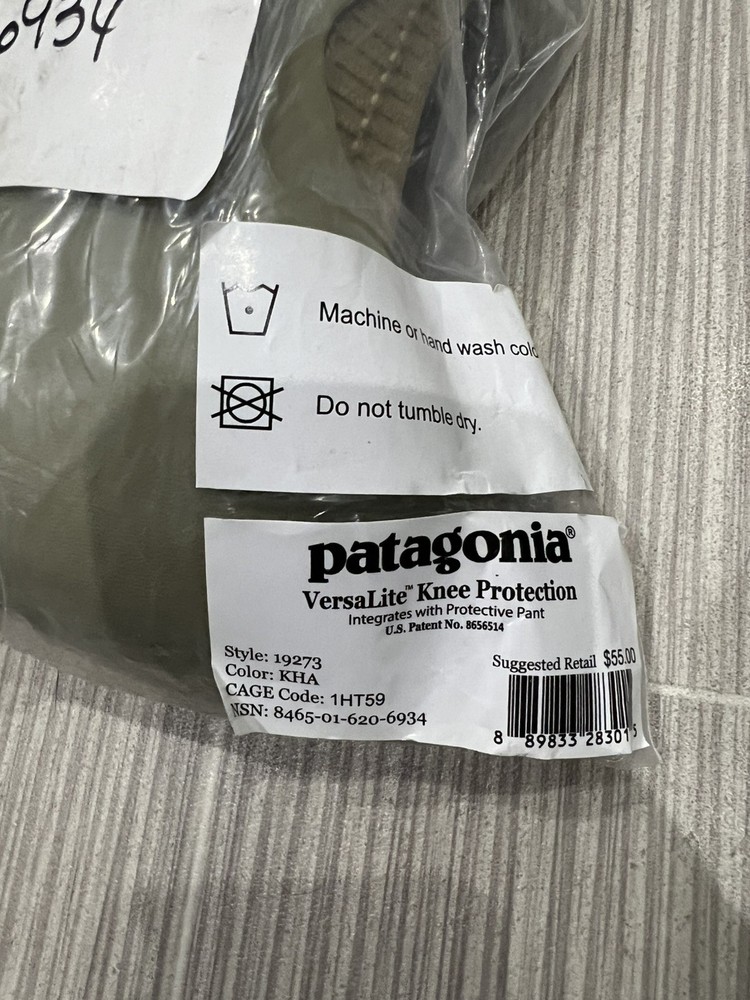 6934
Machine or hand wash cold
Do not tumble dry.
patagonia®
VersaLite™ Knee Protection
Integrates with Protective Pant
U.S. Patent No. 8656514
Style: 19273
Color: KHA
CAGE Code: 1HT59
NSN: 8465-01-620-6934
Suggested Retail $55.00
8 89833 28301 5